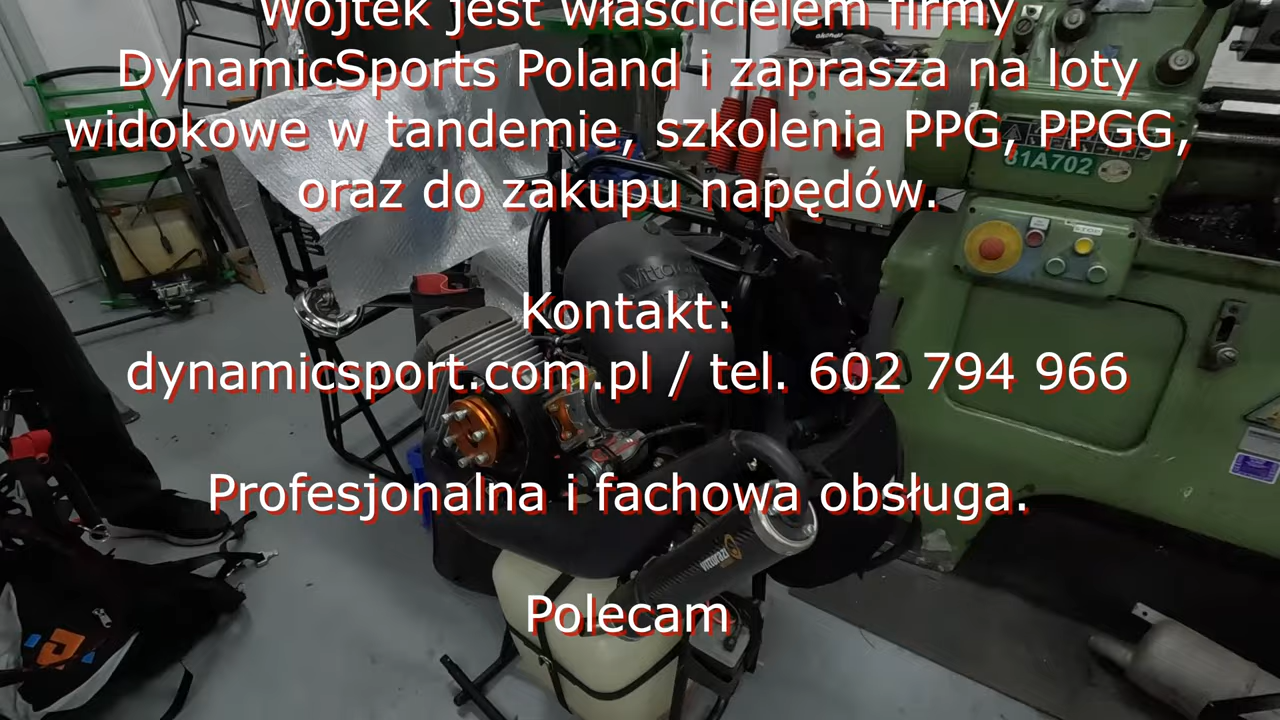 Wojtek jest właścicielem firmy
DynamicSports Poland i zaprasza na loty
widokowe w tandemie, szkolenia PPG, PPGG,
oraz do zakupu napędów.
81A702
Kontakt:
dynamicsport.com.pl / tel. 602 794 966
Profesjonalna i fachowa obsługa.
VITTORAZI
Polecam